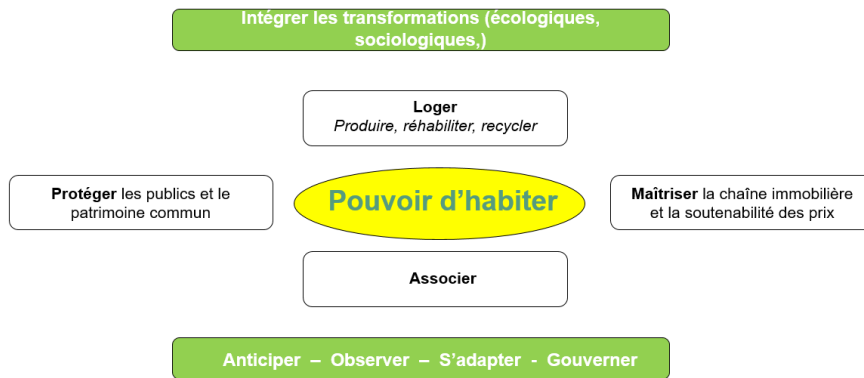 Intégrer les transformations (écologiques,
sociologiques,)
Loger
Produire, réhabiliter, recycler
Protéger les publics et le
patrimoine commun
Pouvoir d’habiter
Maîtriser la chaîne immobilière
et la soutenabilité des prix
Associer
Anticiper – Observer – S’adapter - Gouverner